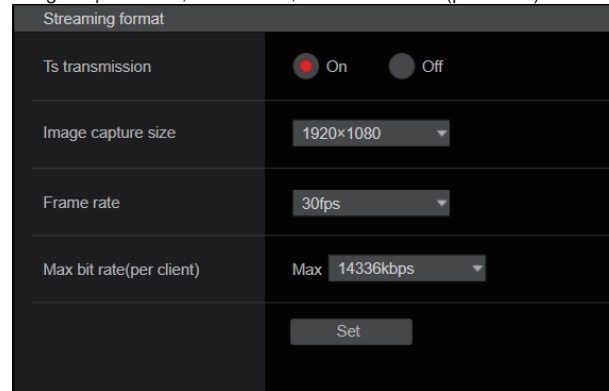 Streaming format
Ts transmission On Off
Image capture size 1920×1080
Frame rate 30fps
Max bit rate(per client) Max 14336kbps
Set